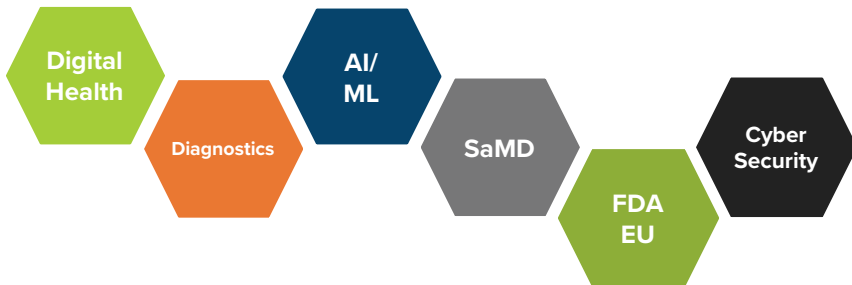 Digital
Health
Diagnostics
AI/
ML
SaMD
FDA
EU
Cyber
Security